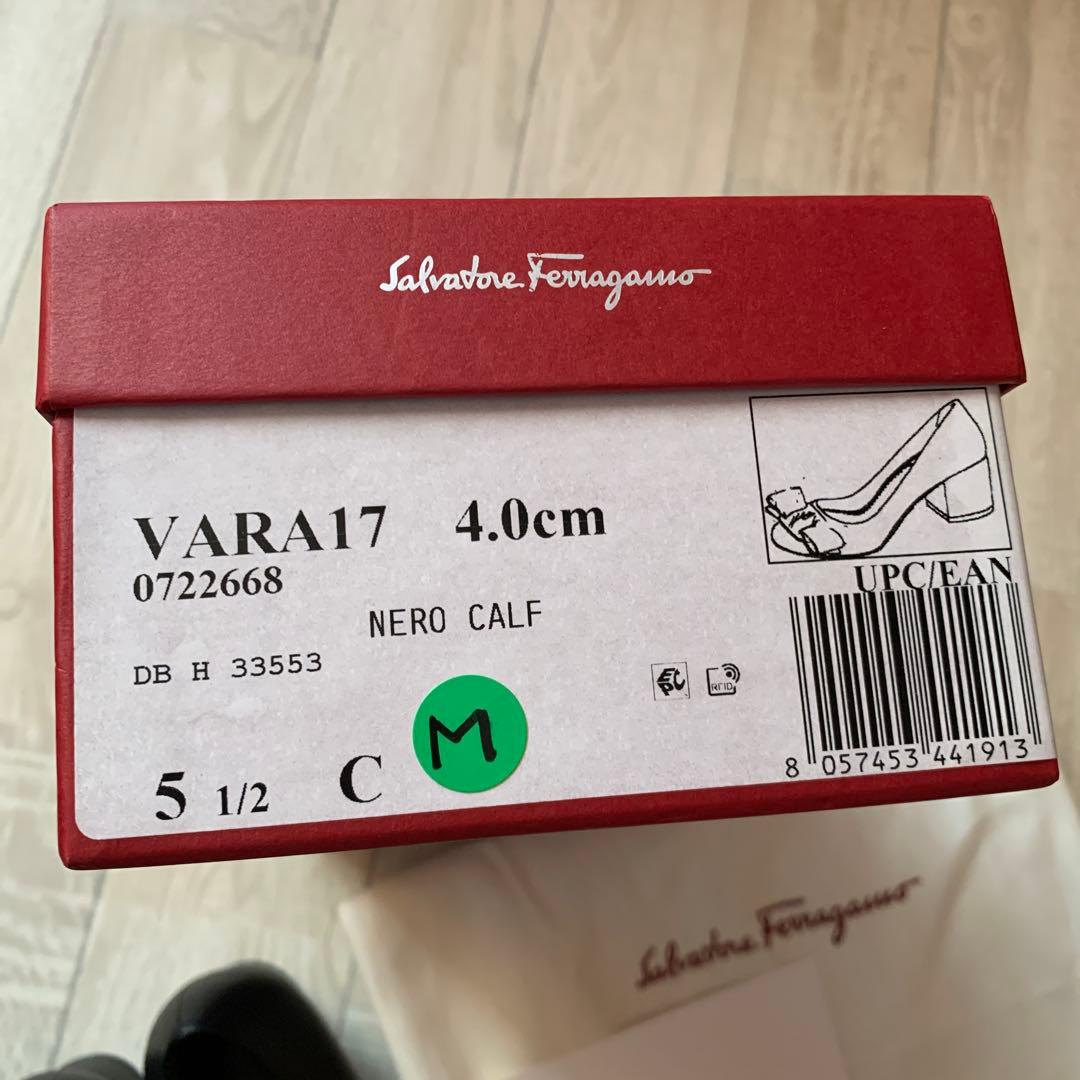 Salvatore Ferragamo
VARA17 4.0cm
0722668
NERO CALF
DB H 33553
UPC/EAN
RFID
8 057453 441913
5 1/2 C M
Salvatore Ferragamo